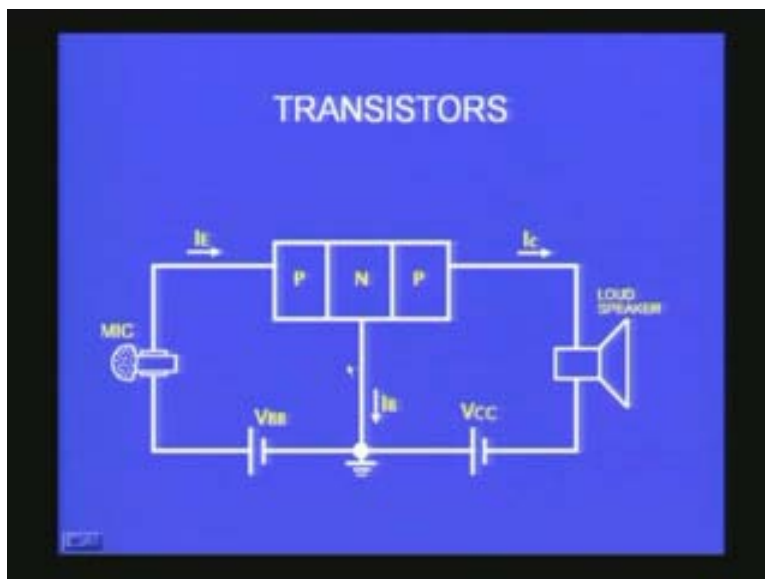 TRANSISTORS
IE
IC
P N P
LOUD
SPEAKER
MIC
IB
VBB
VCC